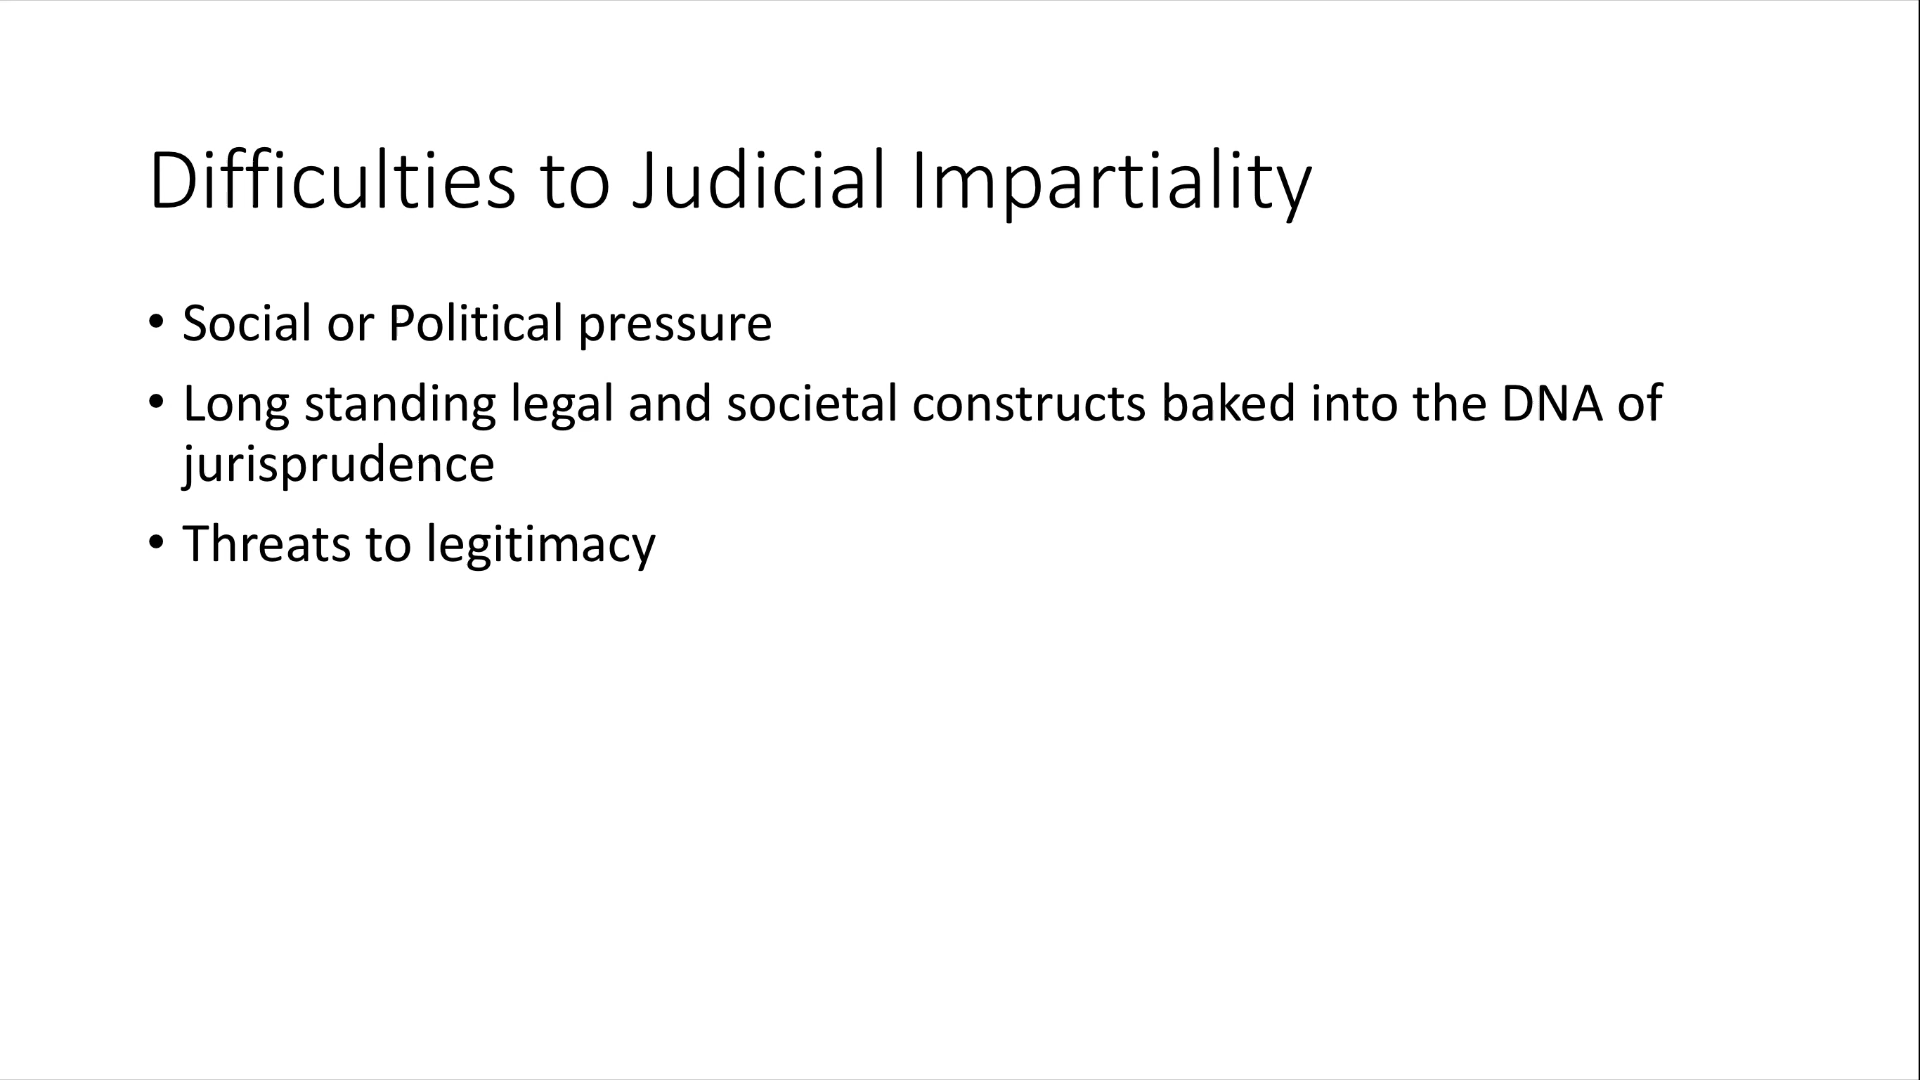 Difficulties to Judicial Impartiality
• Social or Political pressure
• Long standing legal and societal constructs baked into the DNA of
jurisprudence
• Threats to legitimacy